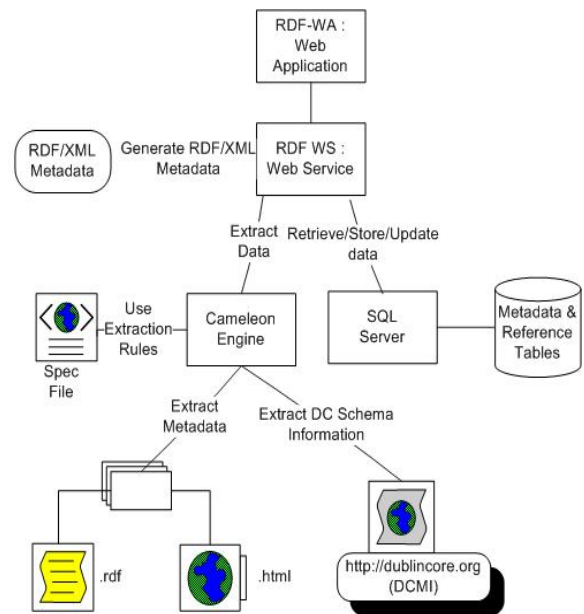 RDF-WA :
Web
Application
RDF/XML
Metadata
Generate RDF/XML
Metadata
RDF WS :
Web Service
Extract
Data
Retrieve/Store/Update
data
Use
Extraction
Rules
Cameleon
Engine
SQL
Server
Metadata &
Reference
Tables
Spec
File
Extract
Metadata
Extract DC Schema
Information
.rdf
.html
http://dublincore.org
(DCMI)